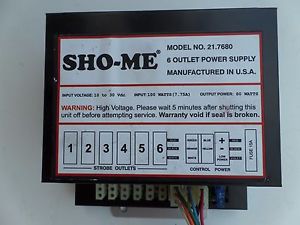 SHO-ME®
MODEL NO. 21.7680
6 OUTLET POWER SUPPLY
MANUFACTURED IN U.S.A.
INPUT VOLTAGE: 10 to 30 Vdc INPUT: 100 WATTS (7.75A) OUTPUT POWER: 80 WATTS
WARNING: High Voltage. Please wait 5 minutes after shutting this
unit off before attempting service. Warranty void if seal is broken.
1 2 3 4 5 6
+
-
FUSE, 15A
STROBE OUTLETS CONTROL POWER